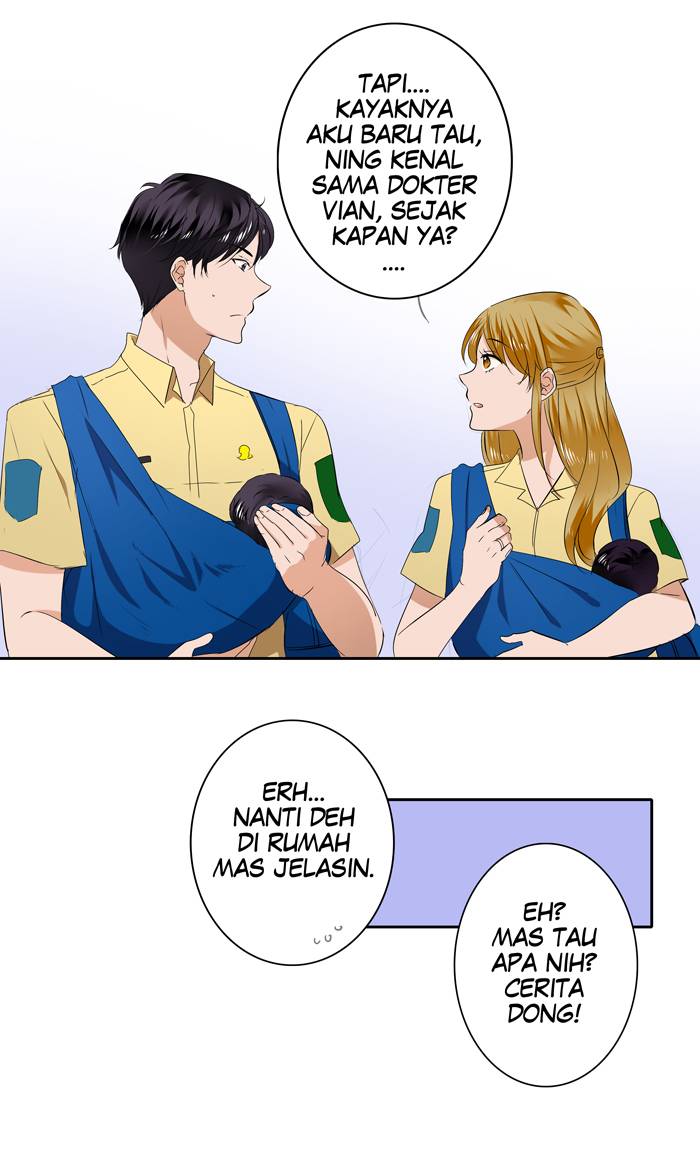 TAPI....
KAYAKNYA
AKU BARU TAU,
NING KENAL
SAMA DOKTER
VIAN, SEJAK
KAPAN YA?
....
ERH...
NANTI DEH
DI RUMAH
MAS JELASIN.
EH?
MAS TAU
APA NIH?
CERITA
DONG!